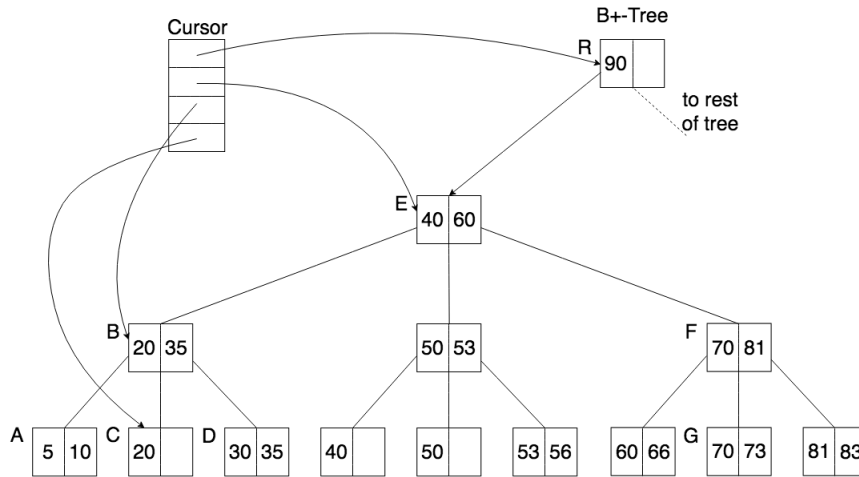 B+-Tree
Cursor
R
90
to rest
of tree
E
40 60
B
20 35
50 53
F
70 81
A
5 10
C
20
D
30 35
40
50
53 56
60 66
G
70 73
81 83